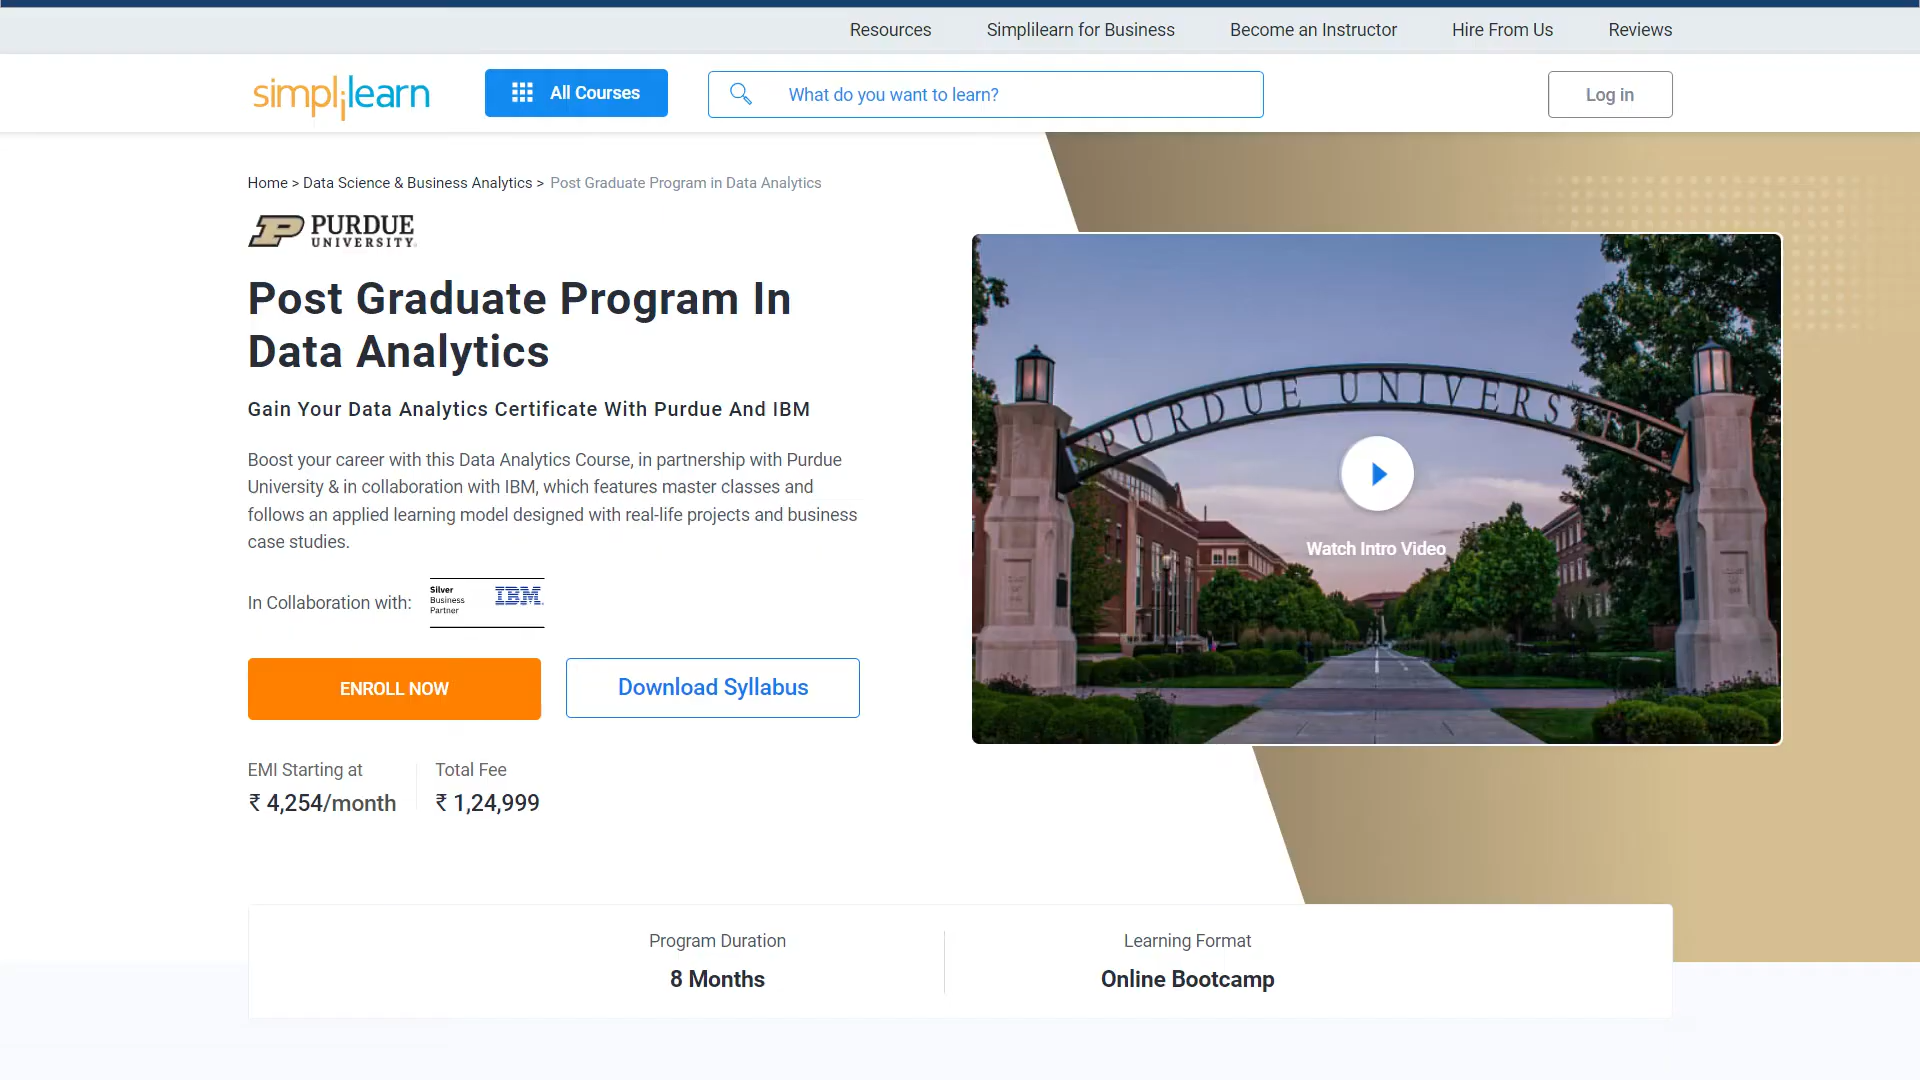 Resources
Simplilearn for Business
Become an Instructor
Hire From Us
Reviews
simplilearn
All Courses
What do you want to learn?
Log in
Home > Data Science & Business Analytics > Post Graduate Program in Data Analytics
PURDUE
UNIVERSITY
Post Graduate Program In
Data Analytics
Gain Your Data Analytics Certificate With Purdue And IBM
Boost your career with this Data Analytics Course, in partnership with Purdue
University & in collaboration with IBM, which features master classes and
follows an applied learning model designed with real-life projects and business
case studies.
In Collaboration with:
Silver
Business
Partner
IBM
ENROLL NOW
Download Syllabus
EMI Starting at
₹ 4,254/month
Total Fee
₹ 1,24,999
PURDUE UNIVERSITY
Watch Intro Video
Program Duration
8 Months
Learning Format
Online Bootcamp